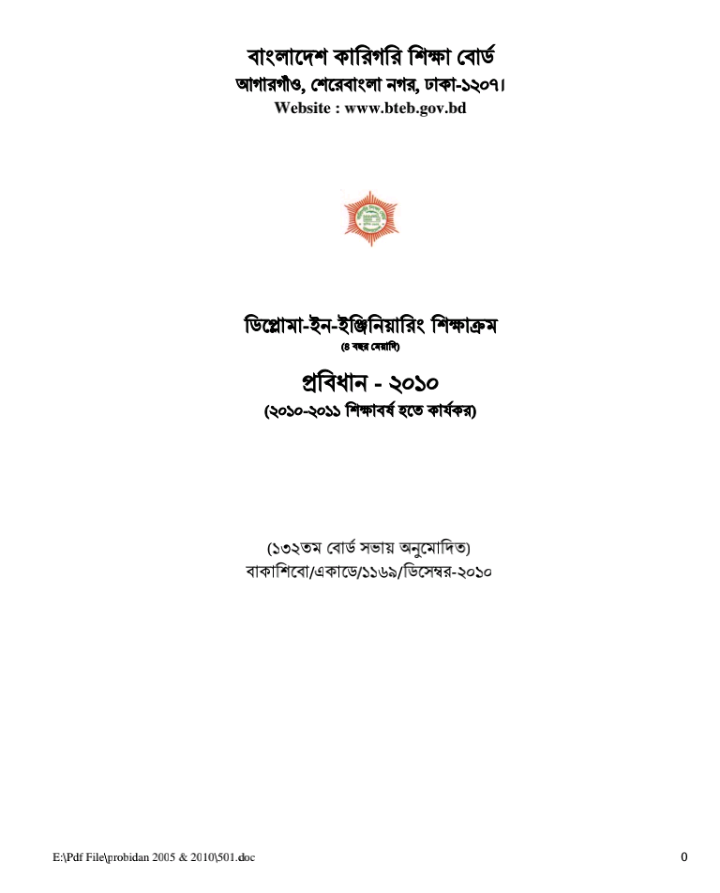 বাংলাদেশ কারিগরি শিক্ষা বোর্ড
আগারগাঁও, শেরেবাংলা নগর, ঢাকা-১২০৭।
Website : www.bteb.gov.bd
ডিপ্লোমা-ইন-ইঞ্জিনিয়ারিং শিক্ষাক্রম
(৪ বছর মেয়াদি)
প্রবিধান - ২০১০
(২০১০-২০১১ শিক্ষাবর্ষ হতে কার্যকর)
(১৩২তম বোর্ড সভায় অনুমোদিত)
বাকাশিবো/একাডে/১১৬৯/ডিসেম্বর-২০১০
E:\Pdf File\probidan 2005 & 2010\501.doc 0